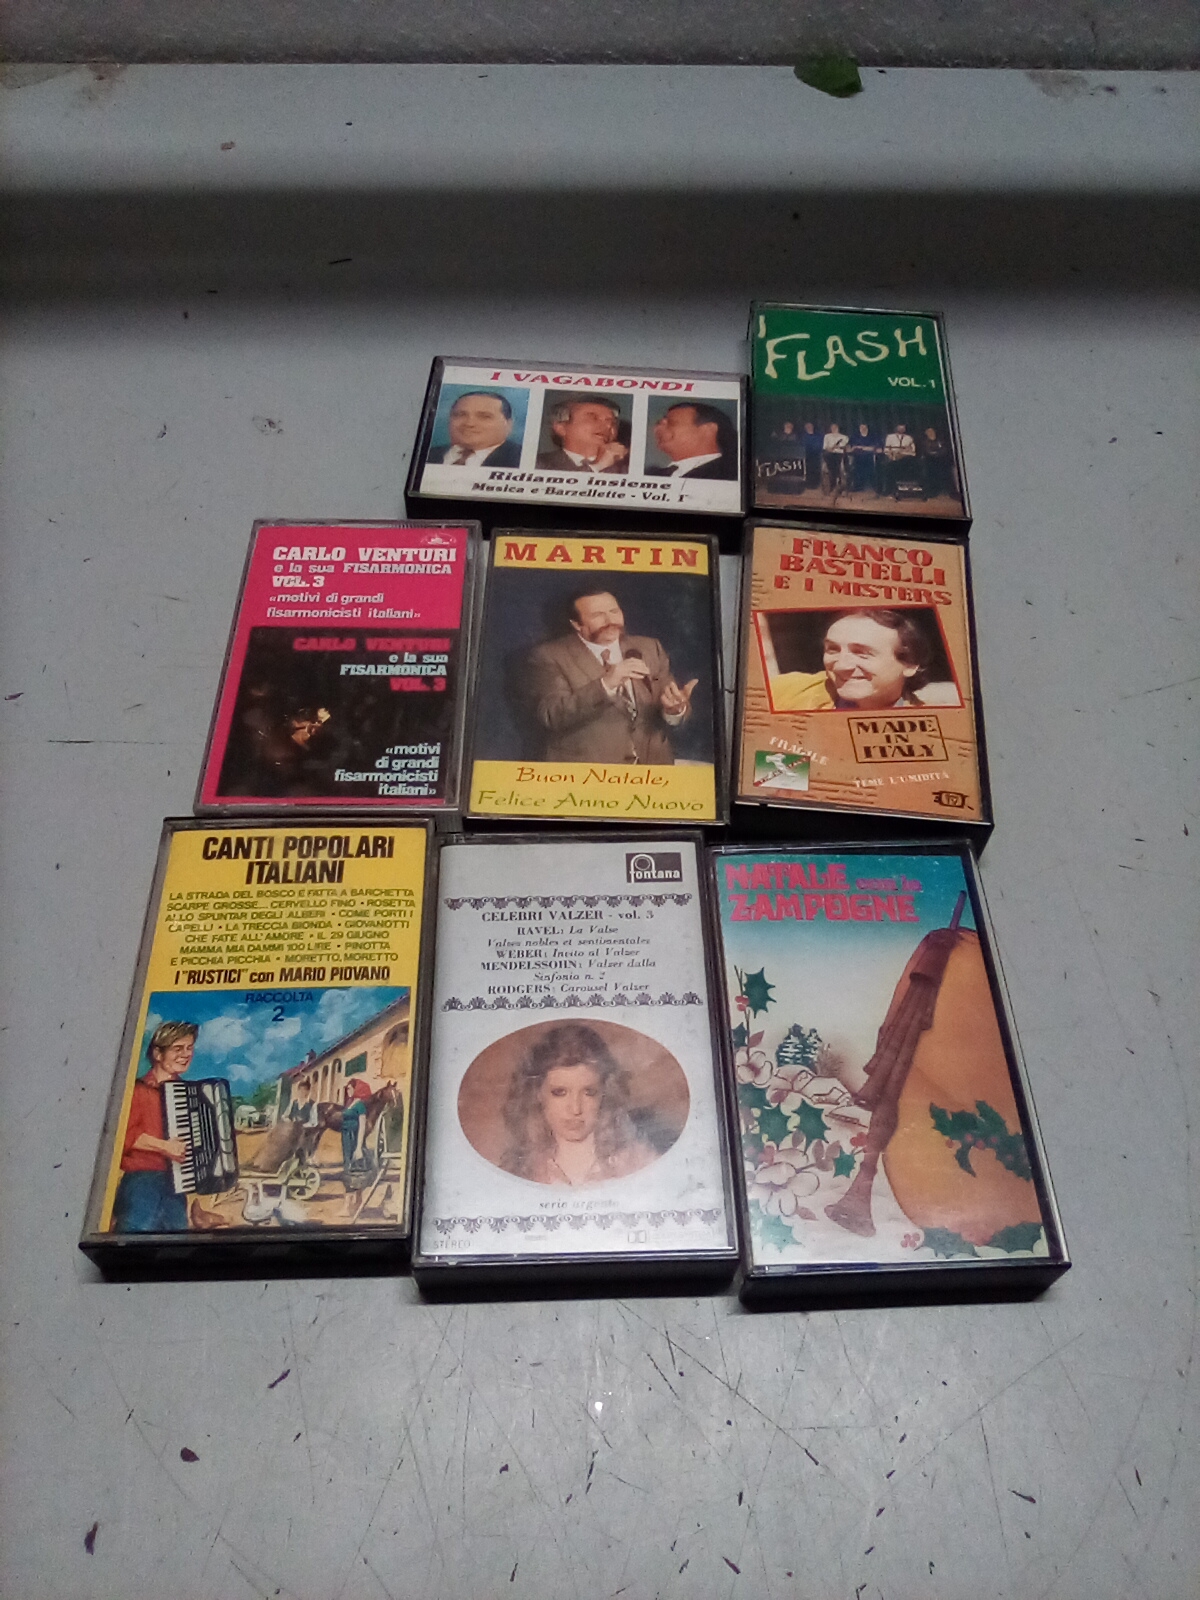 I VAGABONDI
Ridiamo insieme
Musica e Barzellette - Vol. 1°
I FLASH
VOL. 1
I FLASH
CARLO VENTURI
e la sua FISARMONICA
VOL. 3
«motivi di grandi
fisarmonicisti italiani»
CARLO VENTURI
e la sua
FISARMONICA
VOL. 3
«motivi
di grandi
fisarmonicisti
italiani»
MARTIN
Buon Natale,
Felice Anno Nuovo
FRANCO
BASTELLI
E I MISTERS
MADE
IN
ITALY
FRAGILE
TEME L'UMIDITÀ
CANTI POPOLARI
ITALIANI
LA STRADA DEL BOSCO È FATTA A BARCHETTA
SCARPE GROSSE... CERVELLO FINO • ROSETTA
ALLO SPUNTAR DEGLI ALBERI • COME PORTI I
CAPELLI • LA TRECCIA BIONDA • GIOVANOTTI
CHE FATE ALL'AMORE • IL 29 GIUGNO
MAMMA MIA DAMMI 100 LIRE • PINOTTA
E PICCHIA PICCHIA • MORETTO, MORETTO
I "RUSTICI" con MARIO PIOVANO
RACCOLTA
2
fontana
CELEBRI VALZER - vol. 3
RAVEL: La Valse
Valses nobles et sentimentales
WEBER: Invito al Valzer
MENDELSSOHN: Valzer dalla
Sinfonia n. 2
RODGERS: Carousel Valzer
serie argento
STEREO
NATALE con le
ZAMPOGNE